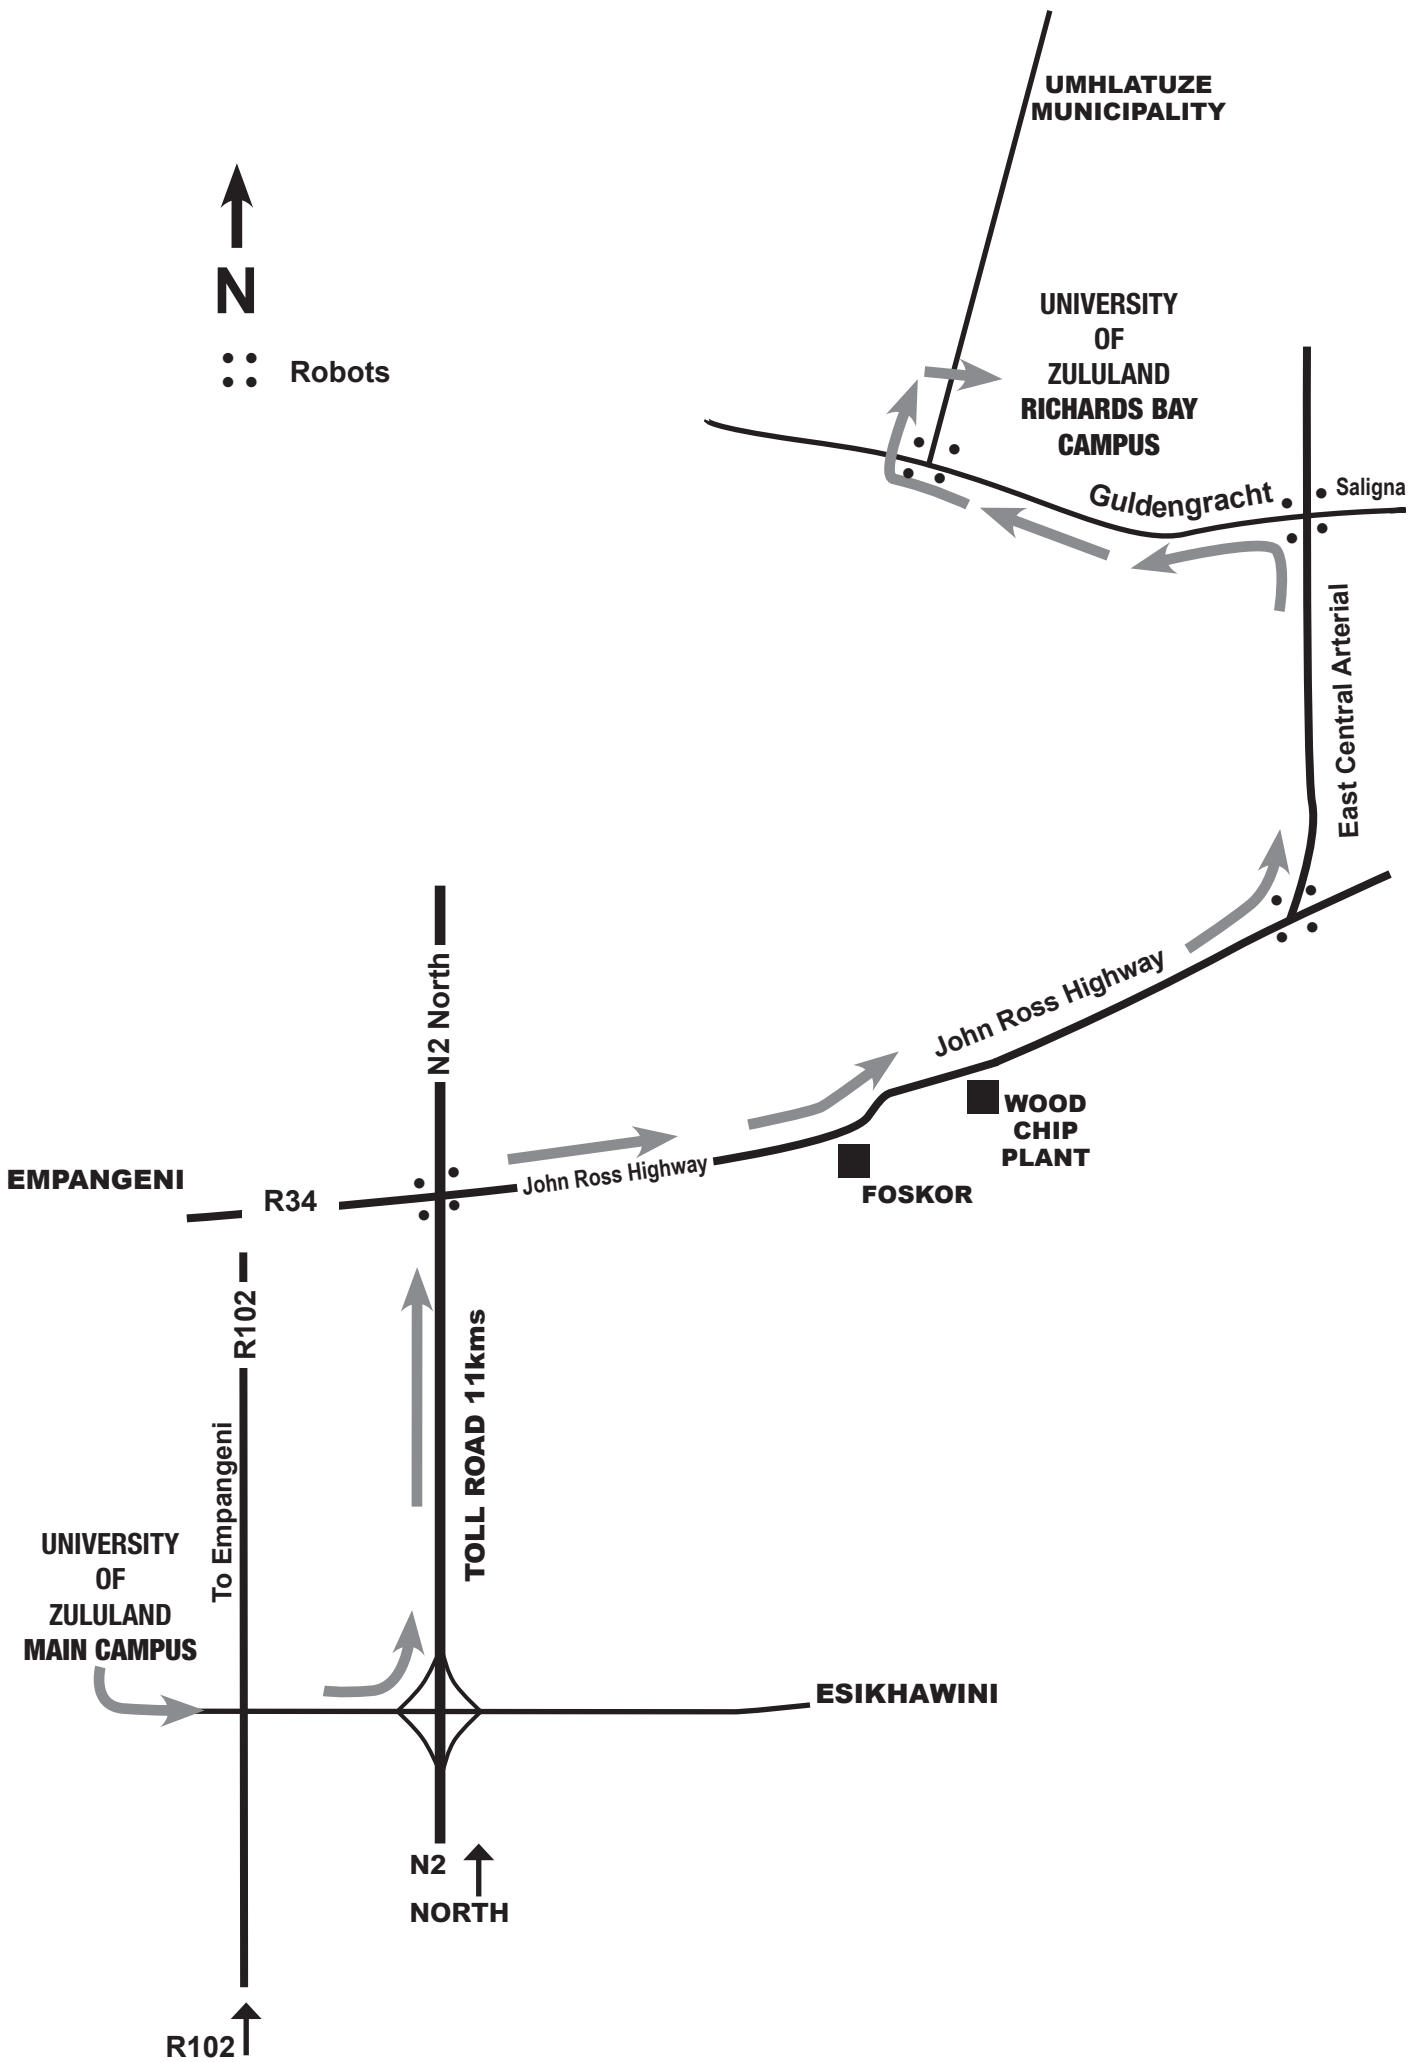 UMHLATUZE
MUNICIPALITY
N
Robots
UNIVERSITY
OF
ZULULAND
RICHARDS BAY
CAMPUS
Guldengracht
Saligna
East Central Arterial
John Ross Highway
N2 North
WOOD
CHIP
PLANT
FOSKOR
EMPANGENI
R34
John Ross Highway
R102
TOLL ROAD 11kms
To Empangeni
UNIVERSITY
OF
ZULULAND
MAIN CAMPUS
ESIKHAWINI
N2
NORTH
R102